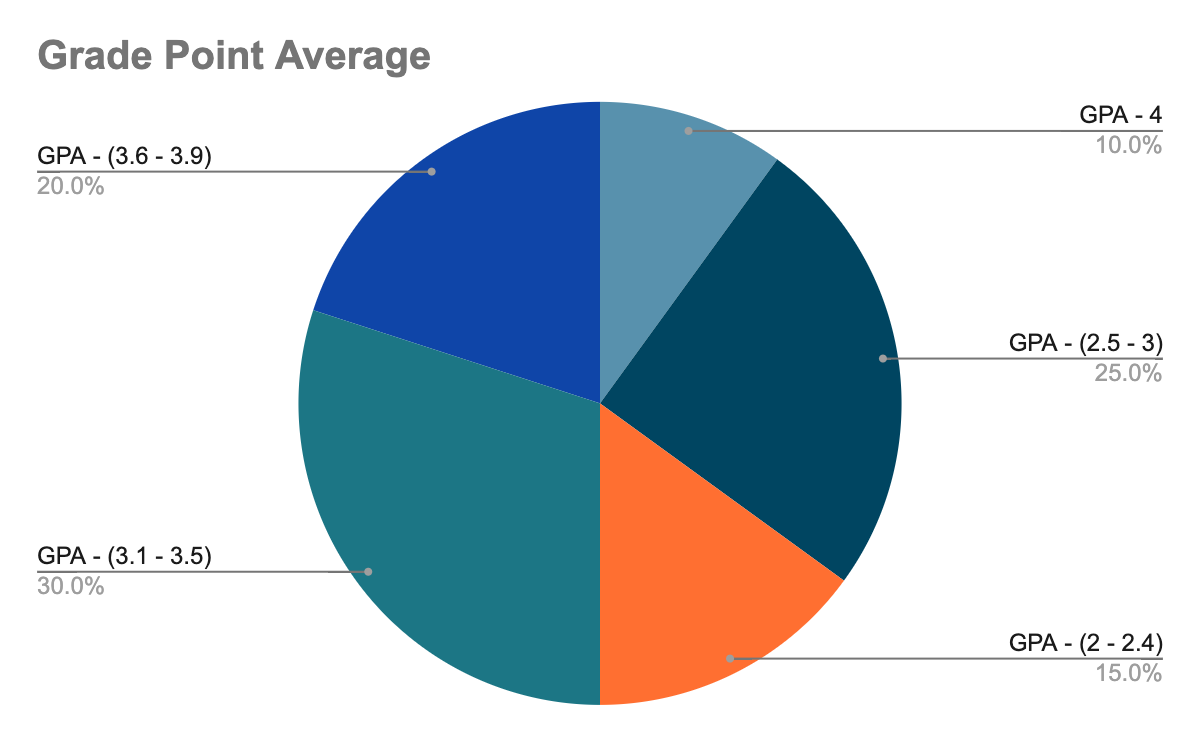 Grade Point Average
GPA - 4
10.0%
GPA - (3.6 - 3.9)
20.0%
GPA - (2.5 - 3)
25.0%
GPA - (3.1 - 3.5)
30.0%
GPA - (2 - 2.4)
15.0%